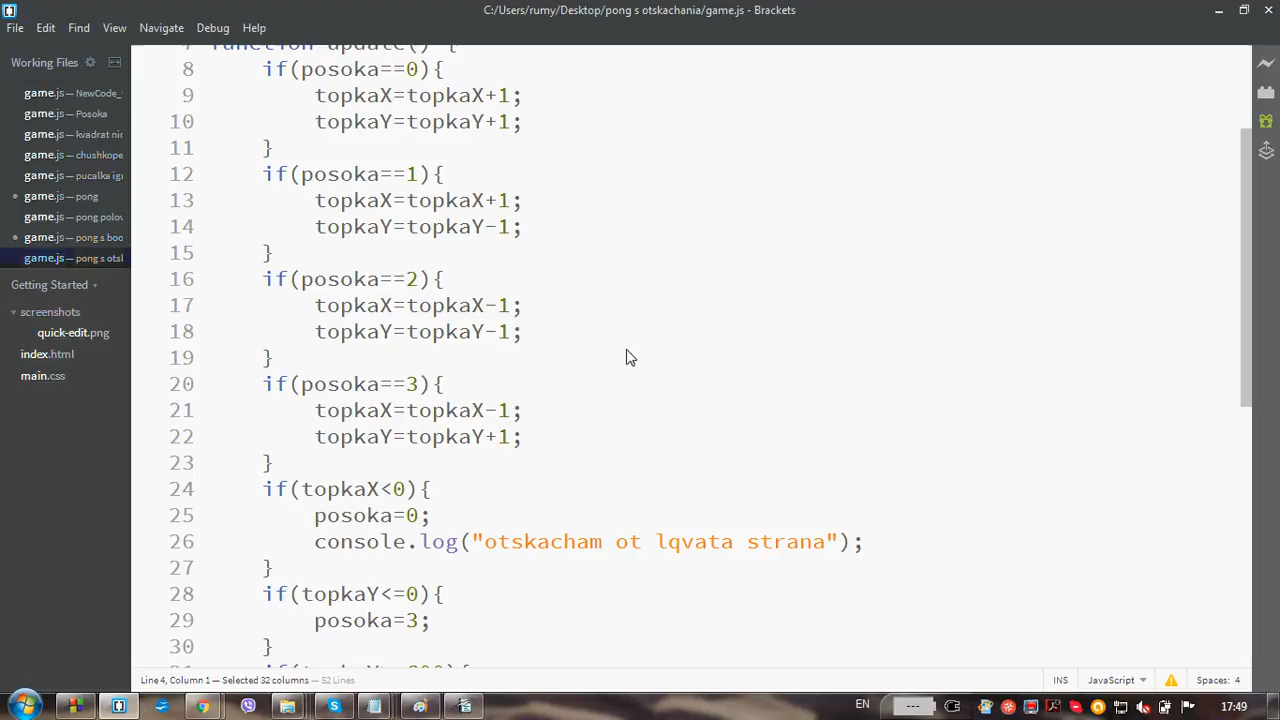 C:/Users/rumy/Desktop/pong s otskachania/game.js - Brackets
File Edit Find View Navigate Debug Help
Working Files
game.js — NewCode_
game.js — Posoka
game.js — kvadrat nir
game.js — chushkope
game.js — pucalka igr
game.js — pong
game.js — pong polov
game.js — pong s boo
game.js — pong s otsl
Getting Started
screenshots
quick-edit.png
index.html
main.css
7 function update() {
8 if(posoka==0){
9 topkaX=topkaX+1;
10 topkaY=topkaY+1;
11 }
12 if(posoka==1){
13 topkaX=topkaX+1;
14 topkaY=topkaY-1;
15 }
16 if(posoka==2){
17 topkaX=topkaX-1;
18 topkaY=topkaY-1;
19 }
20 if(posoka==3){
21 topkaX=topkaX-1;
22 topkaY=topkaY+1;
23 }
24 if(topkaX<0){
25 posoka=0;
26 console.log("otskacham ot lqvata strana");
27 }
28 if(topkaY<=0){
29 posoka=3;
30 }
Line 4, Column 1 — Selected 32 columns — 52 Lines
INS JavaScript Spaces: 4
EN 17:49